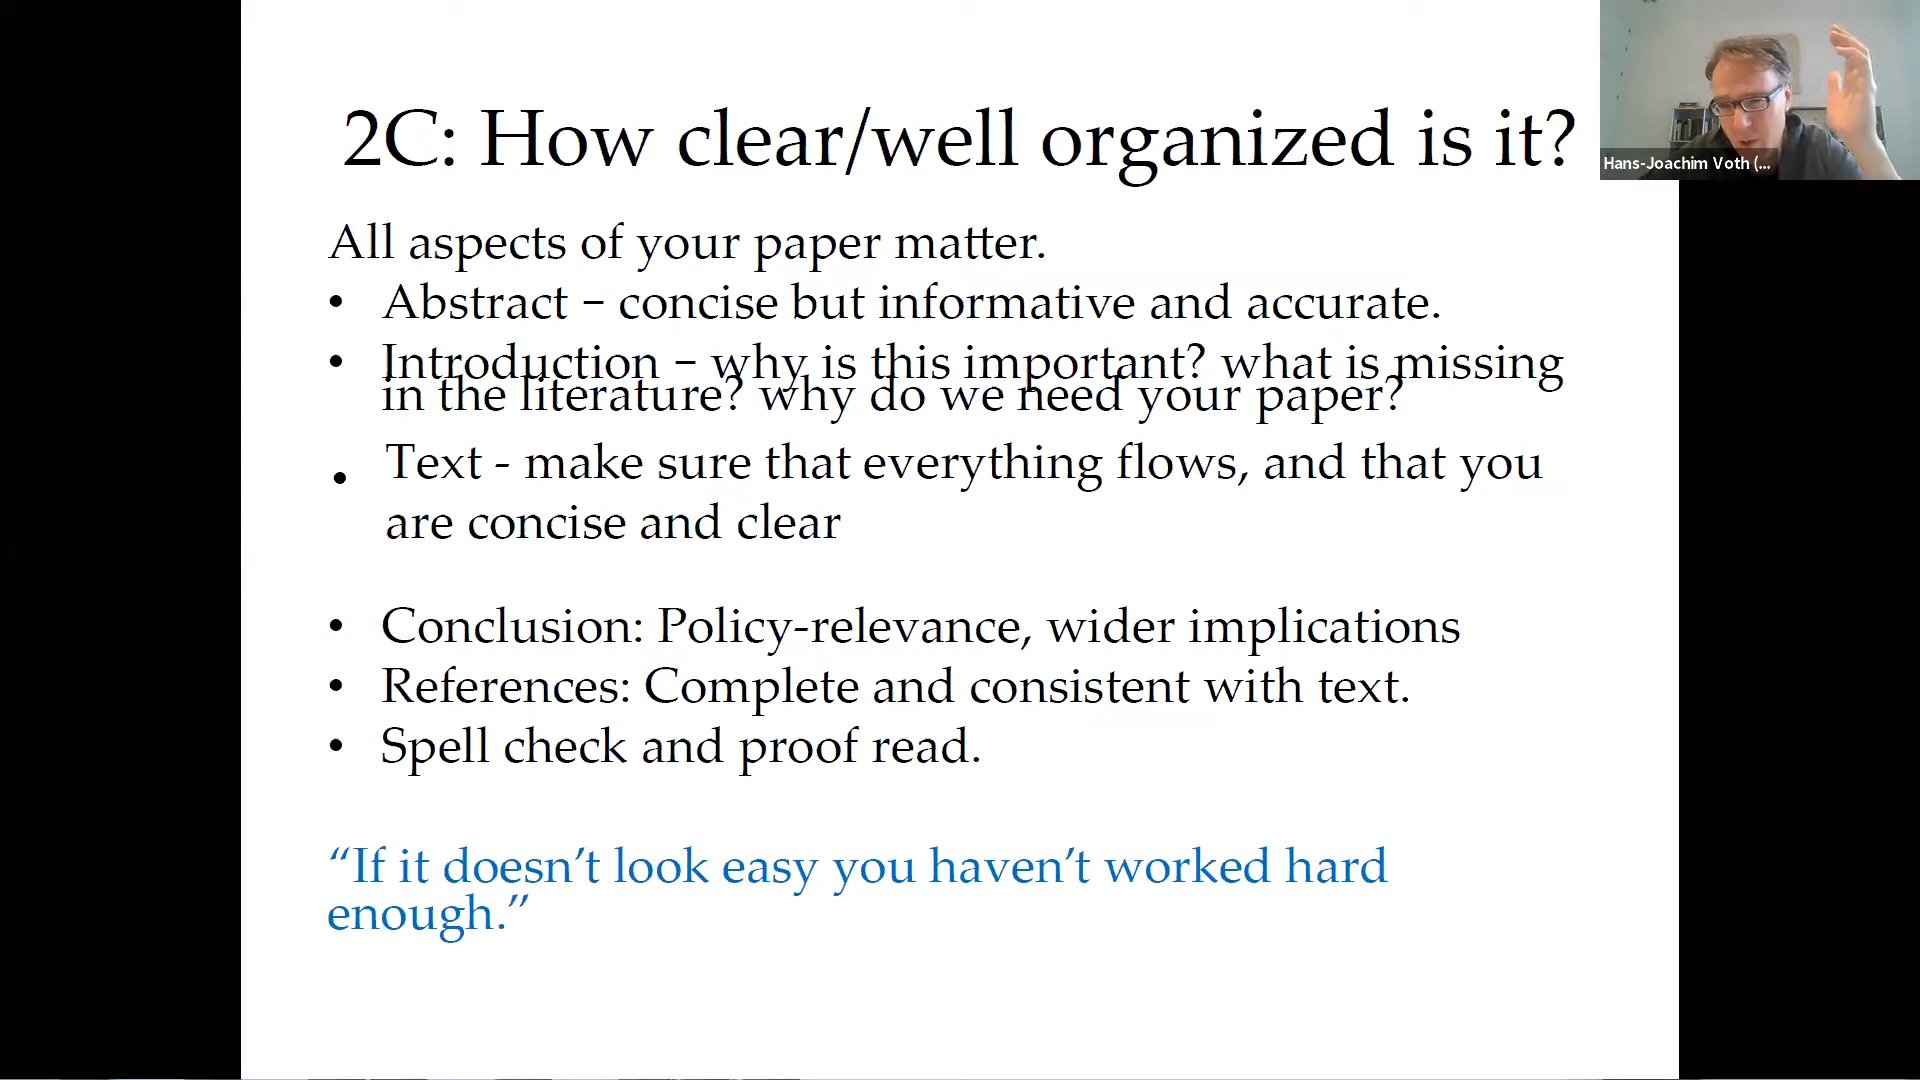 2C: How clear/well organized is it?
Hans-Joachim Voth (...
All aspects of your paper matter.
• Abstract – concise but informative and accurate.
• Introduction – why is this important? what is missing
in the literature? why do we need your paper?
• Text - make sure that everything flows, and that you
are concise and clear
• Conclusion: Policy-relevance, wider implications
• References: Complete and consistent with text.
• Spell check and proof read.
“If it doesn’t look easy you haven’t worked hard
enough.”